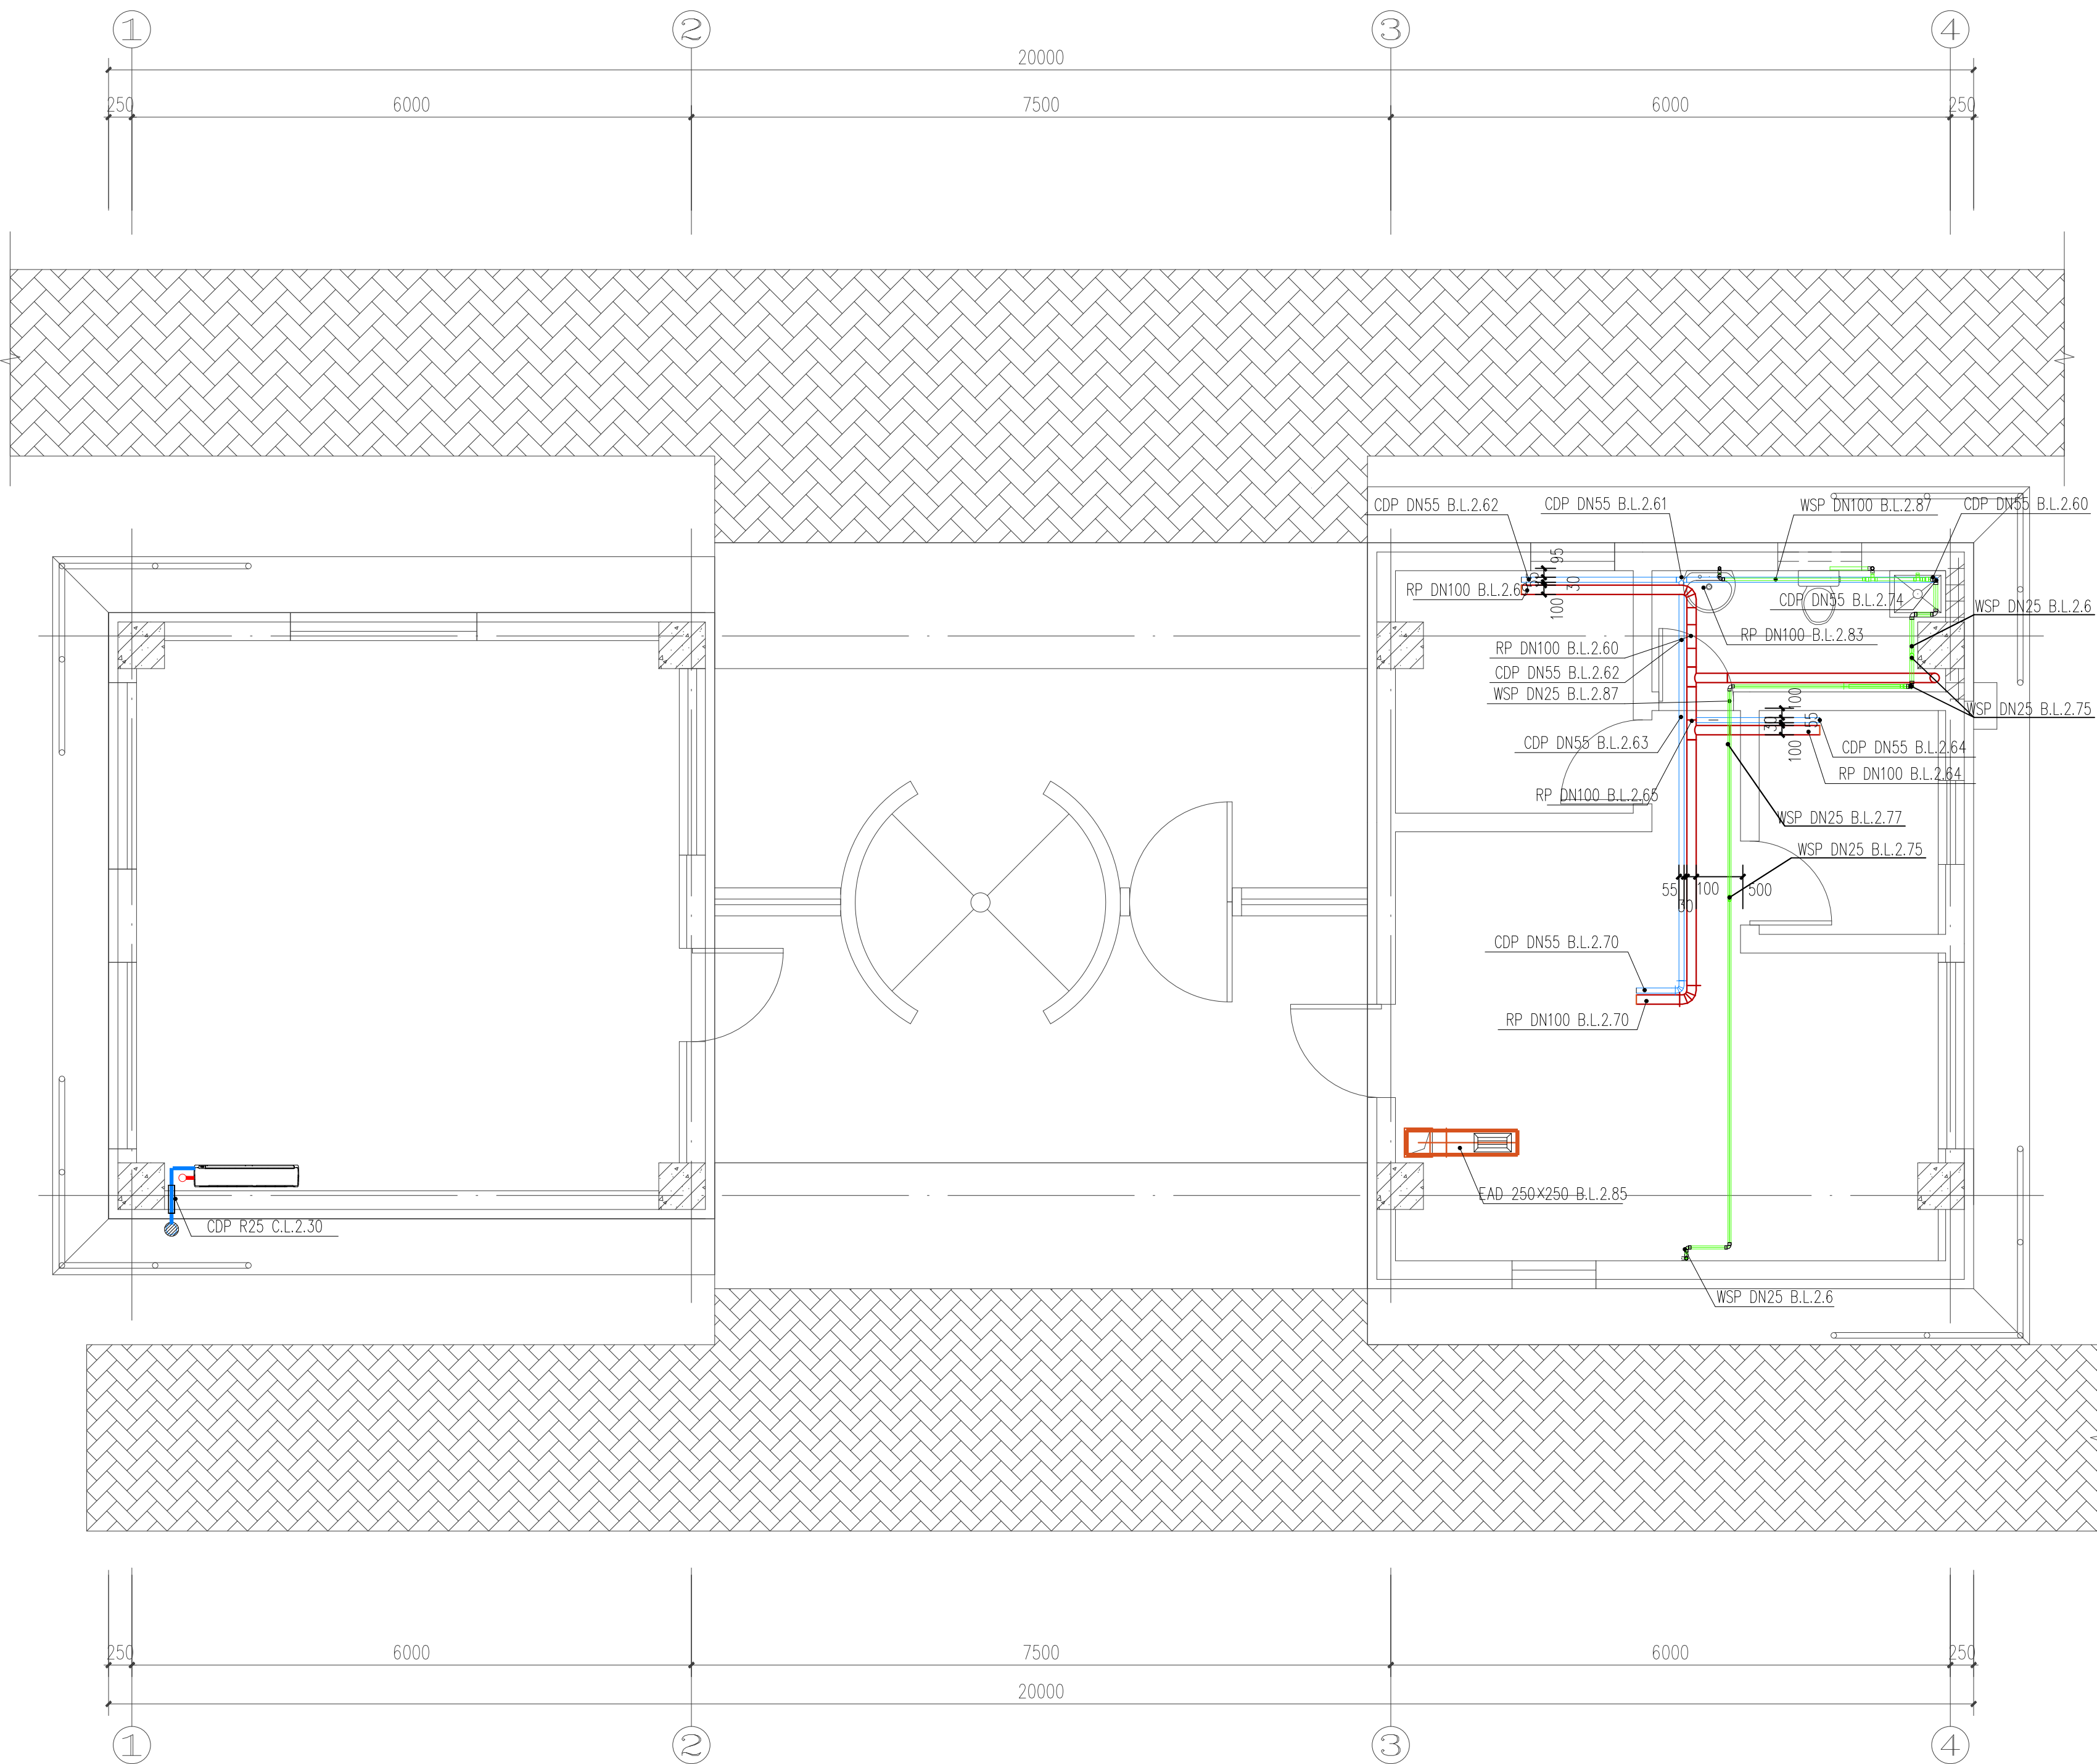 1 2 3 4
20000
250 6000 7500 6000 250
CDP DN55 B.L.2.62
CDP DN55 B.L.2.61
WSP DN100 B.L.2.87
CDP DN55 B.L.2.60
95
55
30
100
RP DN100 B.L.2.6
CDP DN55 B.L.2.74
WSP DN25 B.L.2.6
RP DN100 B.L.2.83
RP DN100 B.L.2.60
CDP DN55 B.L.2.62
WSP DN25 B.L.2.87
WSP DN25 B.L.2.75
100
30
55
100
CDP DN55 B.L.2.63
CDP DN55 B.L.2.64
RP DN100 B.L.2.64
RP DN100 B.L.2.65
WSP DN25 B.L.2.77
WSP DN25 B.L.2.75
55 100 500
30
CDP DN55 B.L.2.70
RP DN100 B.L.2.70
EAD 250X250 B.L.2.85
CDP R25 C.L.2.30
WSP DN25 B.L.2.6
250 6000 7500 6000 250
20000
1 2 3 4